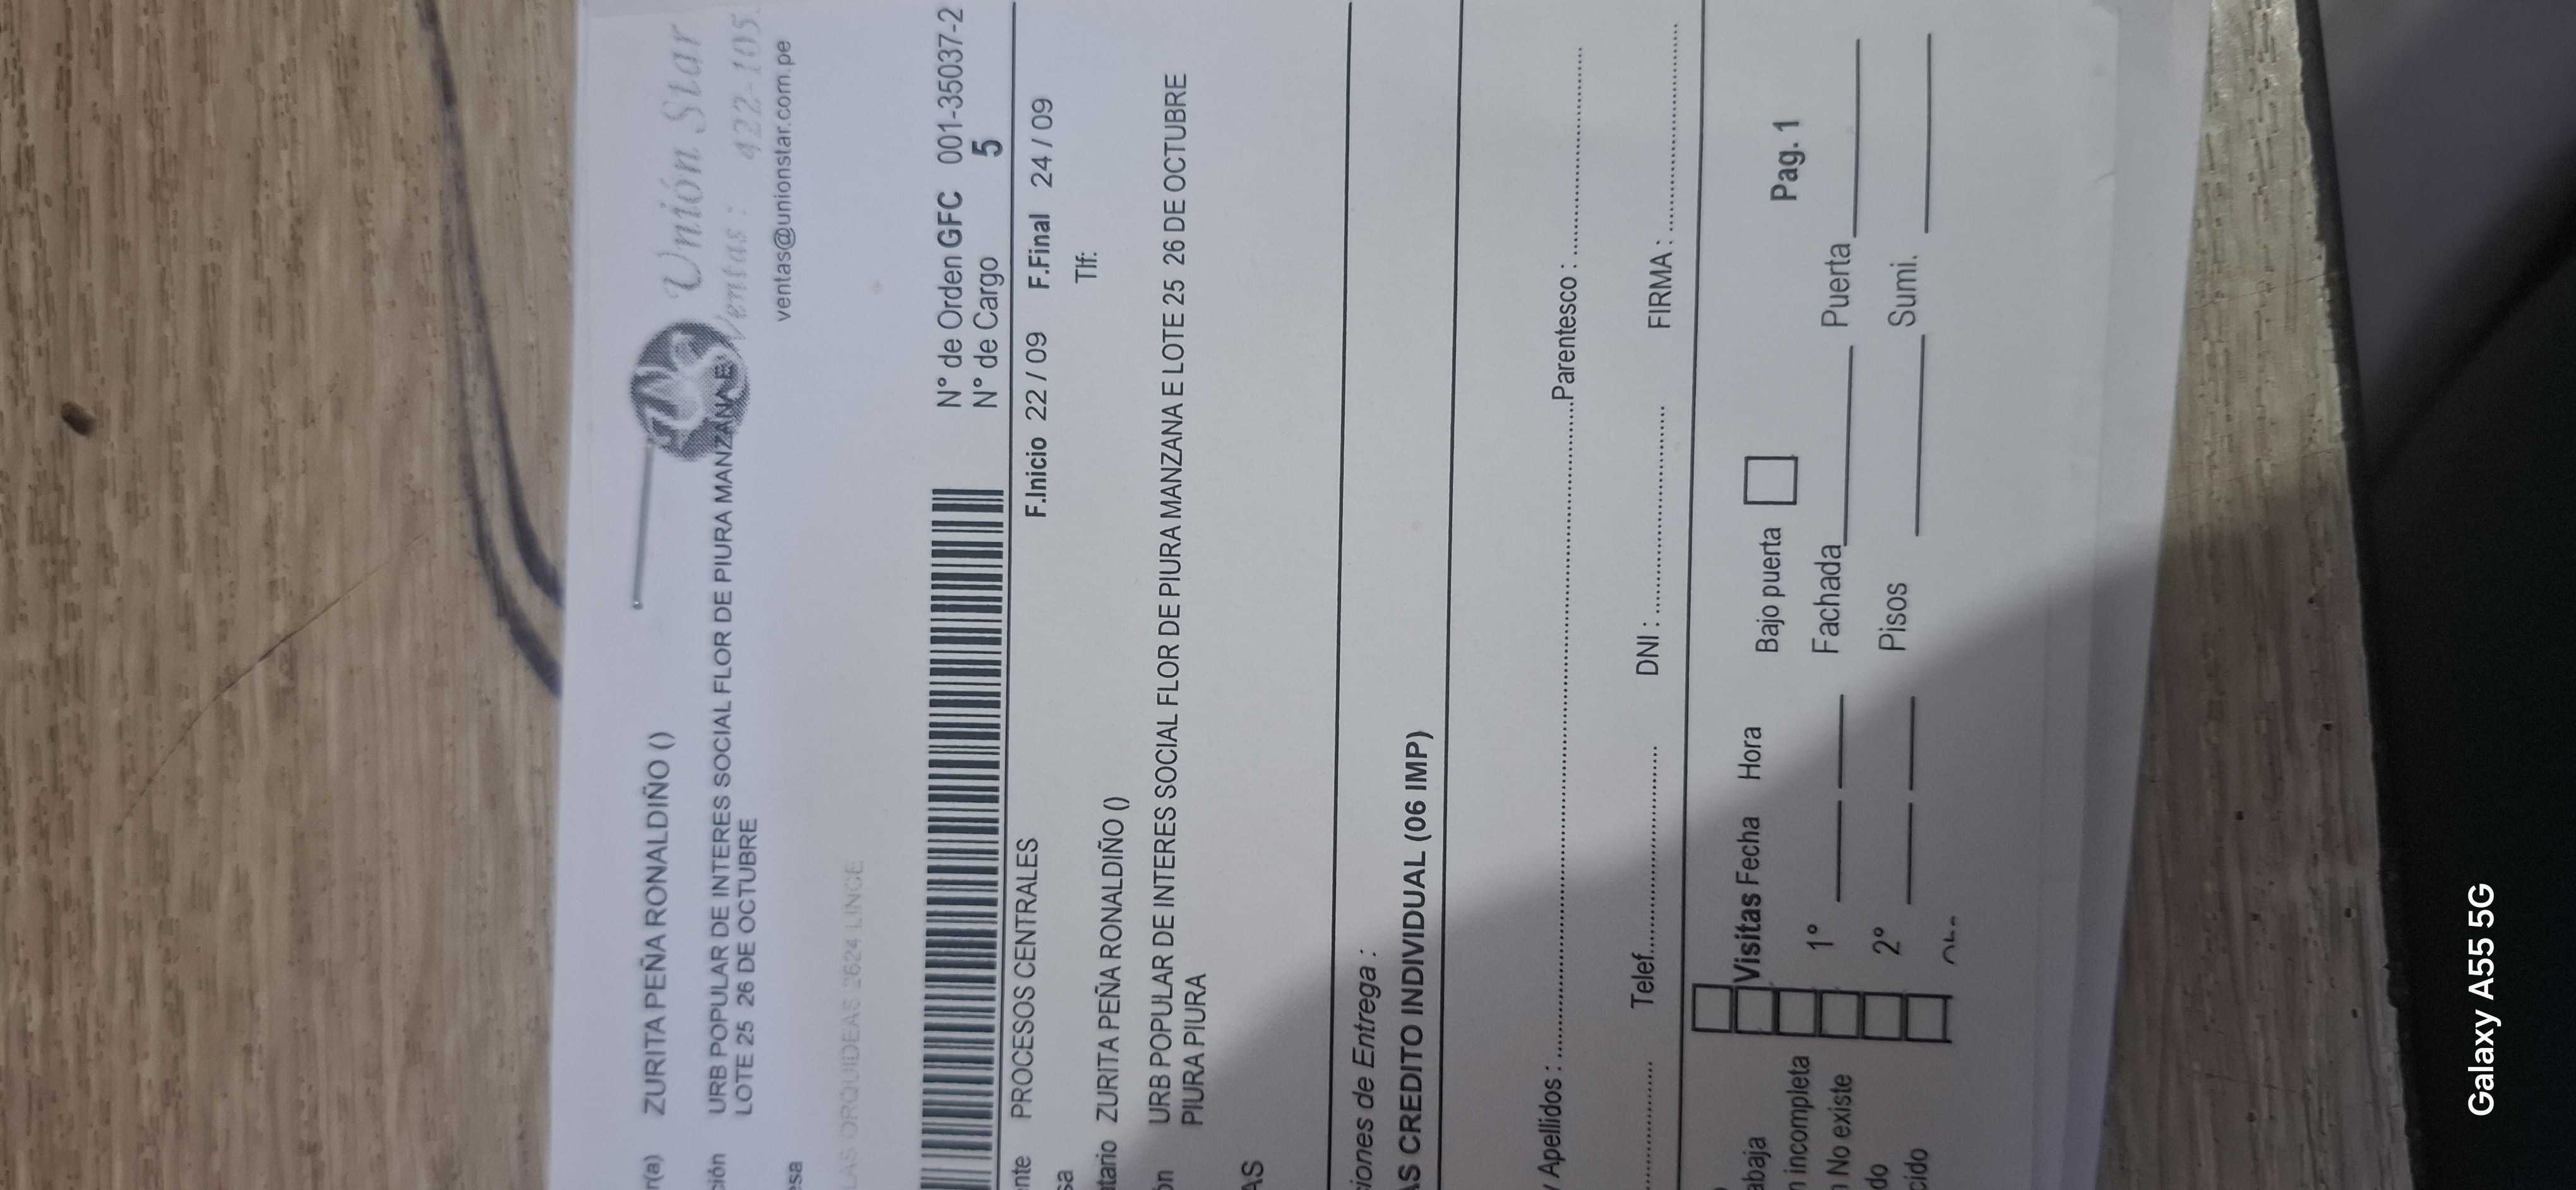 Unión Star
Ventas: 422-105
ventas@unionstar.com.pe
r(a) ZURITA PEÑA RONALDIÑO ()
ción URB POPULAR DE INTERES SOCIAL FLOR DE PIURA MANZANA E
LOTE 25 26 DE OCTUBRE
esa
LAS ORQUIDEAS 2624 LINCE
N° de Orden GFC 001-35037-2
N° de Cargo 5
nte PROCESOS CENTRALES F.Inicio 22 / 09 F.Final 24 / 09
sa Tlf:
tario ZURITA PEÑA RONALDIÑO ()
ón URB POPULAR DE INTERES SOCIAL FLOR DE PIURA MANZANA E LOTE 25 26 DE OCTUBRE
PIURA PIURA
AS
iones de Entrega :
AS CREDITO INDIVIDUAL (06 IMP)
y Apellidos : Parentesco :
Telef. DNI : FIRMA :
abaja Visitas Fecha Hora Bajo puerta Pag. 1
n incompleta 1° Fachada Puerta
n No existe
do 2° Pisos Sumi.
cido
Galaxy A55 5G